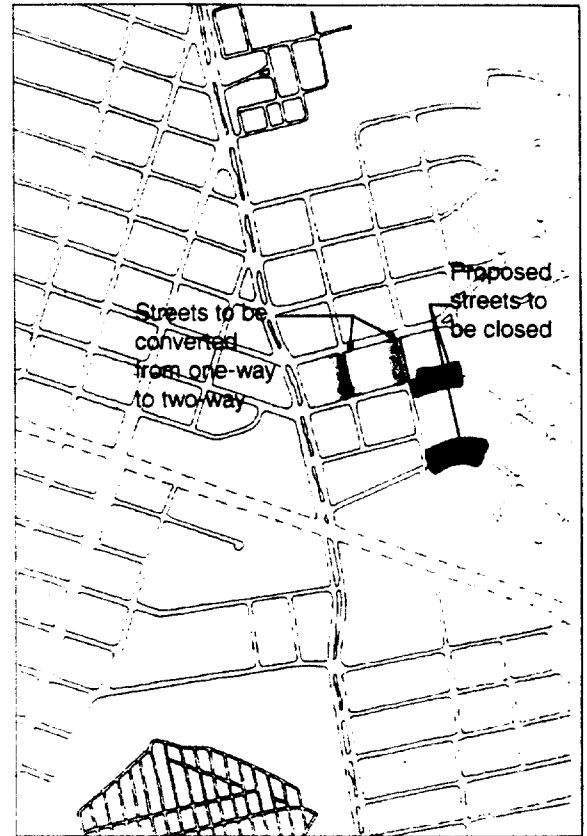 Streets to be
converted
from one-way
to two-way
Proposed
streets to
be closed